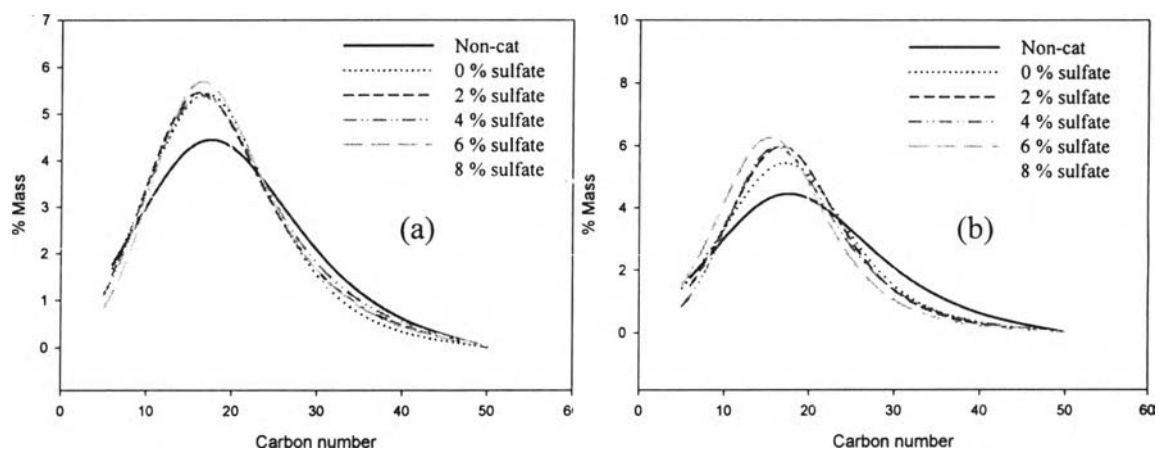 7
6
5
4
3
2
1
0
% Mass
Non-cat
0 % sulfate
2 % sulfate
4 % sulfate
6 % sulfate
8 % sulfate
(a)
0 10 20 30 40 50
Carbon number
10
8
6
4
2
0
% Mass
Non-cat
0 % sulfate
2 % sulfate
4 % sulfate
6 % sulfate
8 % sulfate
(b)
0 10 20 30 40 50 60
Carbon number